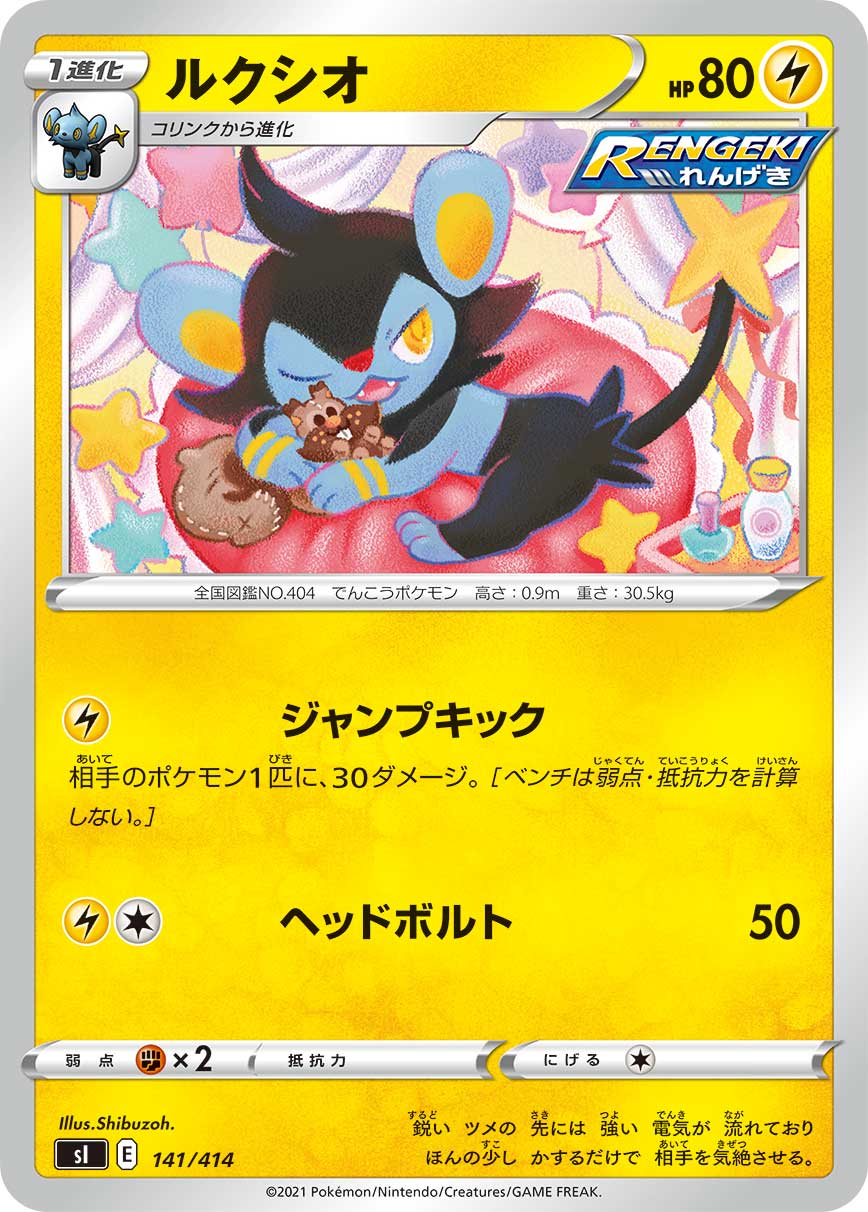 1進化
ルクシオ
HP80
コリンクから進化
RENGEKI
れんげき
全国図鑑NO.404 でんこうポケモン 高さ:0.9m 重さ:30.5kg
ジャンプキック
相手のポケモン1匹に、30ダメージ。[ベンチは弱点・抵抗力を計算
しない。]
ヘッドボルト 50
弱点 ×2 抵抗力 にげる
Illus.Shibuzoh.
鋭い ツメの 先には 強い 電気が 流れており
ほんの少し かするだけで 相手を気絶させる。
sI E 141/414
©2021 Pokémon/Nintendo/Creatures/GAME FREAK.